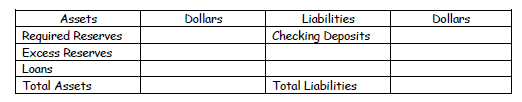 Assets Dollars Liabilities Dollars
Required Reserves Checking Deposits
Excess Reserves
Loans
Total Assets Total Liabilities